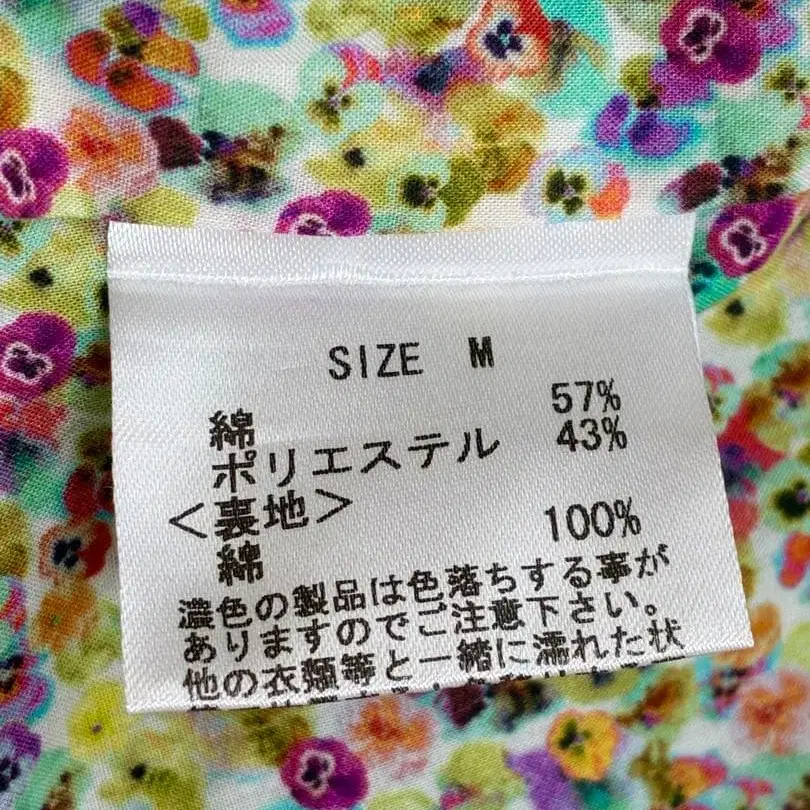 SIZE M
綿 57%
ポリエステル 43%
<裏地>
綿 100%
濃色の製品は色落ちする事が
ありますのでご注意下さい。
他の衣類等と一緒に濡れた状